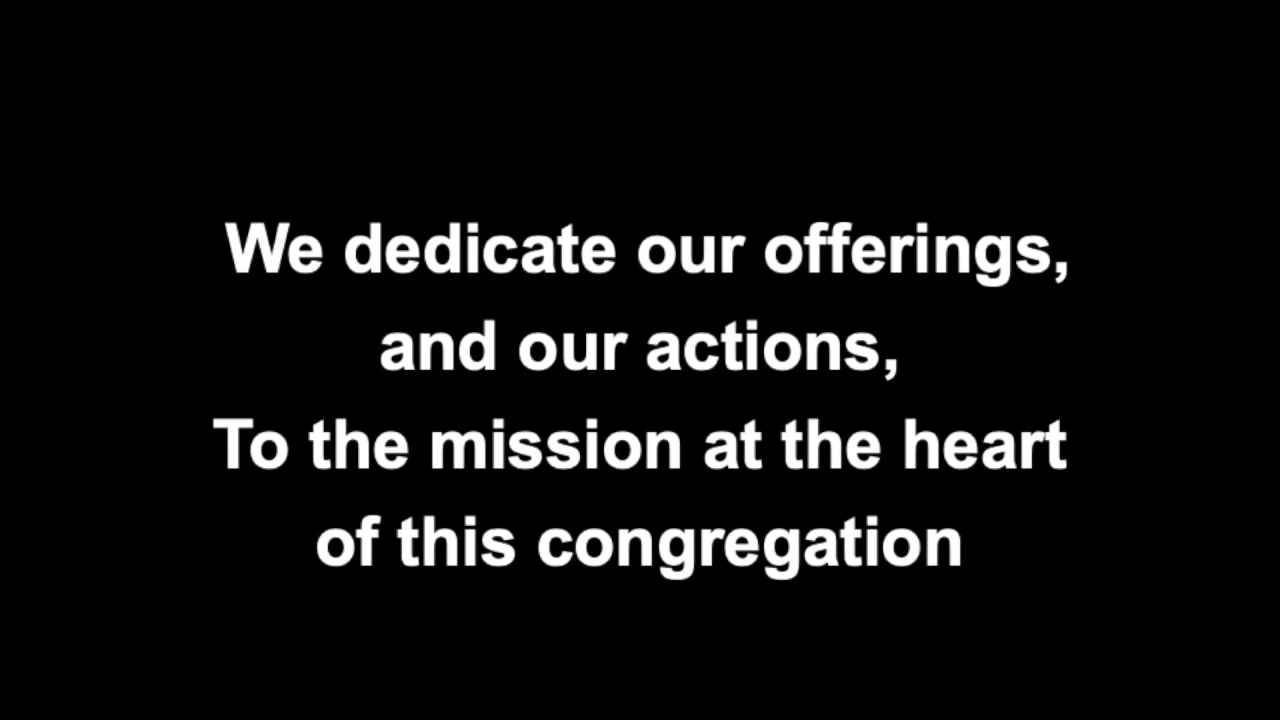 We dedicate our offerings,
and our actions,
To the mission at the heart
of this congregation